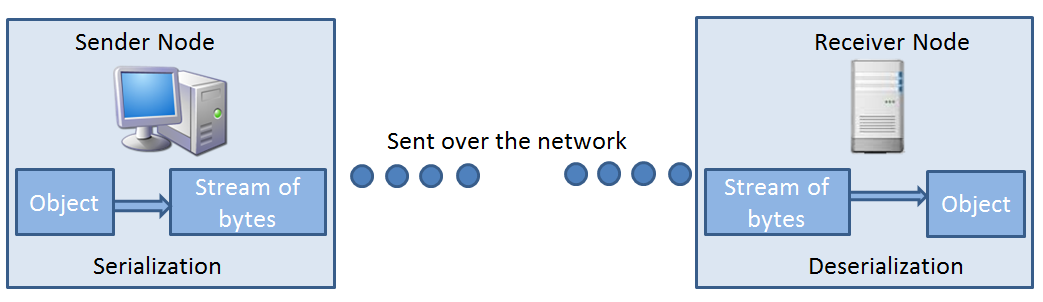 Sender Node
Receiver Node
Sent over the network
Object
Stream of
bytes
Stream of
bytes
Object
Serialization
Deserialization